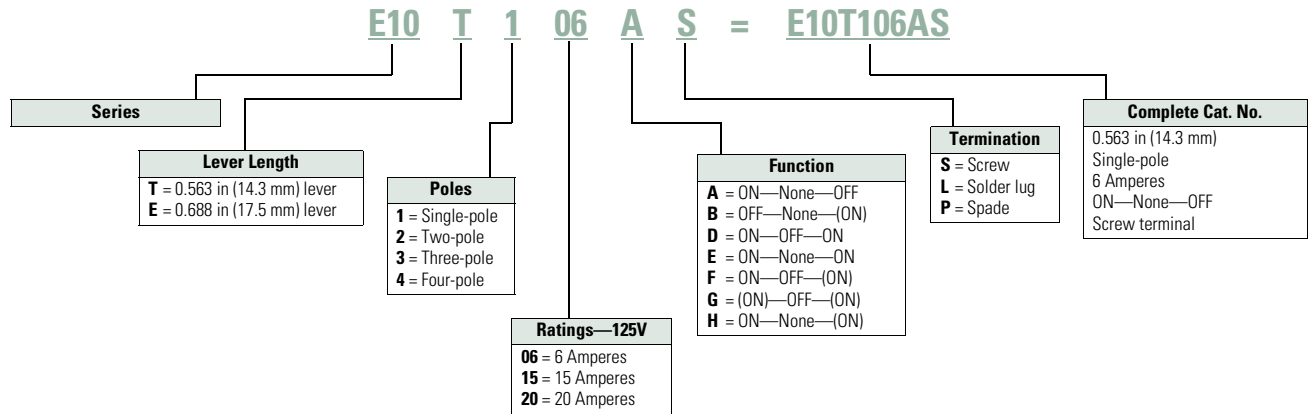 E10 T 1 06 A S = E10T106AS
Series
Lever Length
T = 0.563 in (14.3 mm) lever
E = 0.688 in (17.5 mm) lever
Poles
1 = Single-pole
2 = Two-pole
3 = Three-pole
4 = Four-pole
Ratings—125V
06 = 6 Amperes
15 = 15 Amperes
20 = 20 Amperes
Function
A = ON—None—OFF
B = OFF—None—(ON)
D = ON—OFF—ON
E = ON—None—ON
F = ON—OFF—(ON)
G = (ON)—OFF—(ON)
H = ON—None—(ON)
Termination
S = Screw
L = Solder lug
P = Spade
Complete Cat. No.
0.563 in (14.3 mm)
Single-pole
6 Amperes
ON—None—OFF
Screw terminal